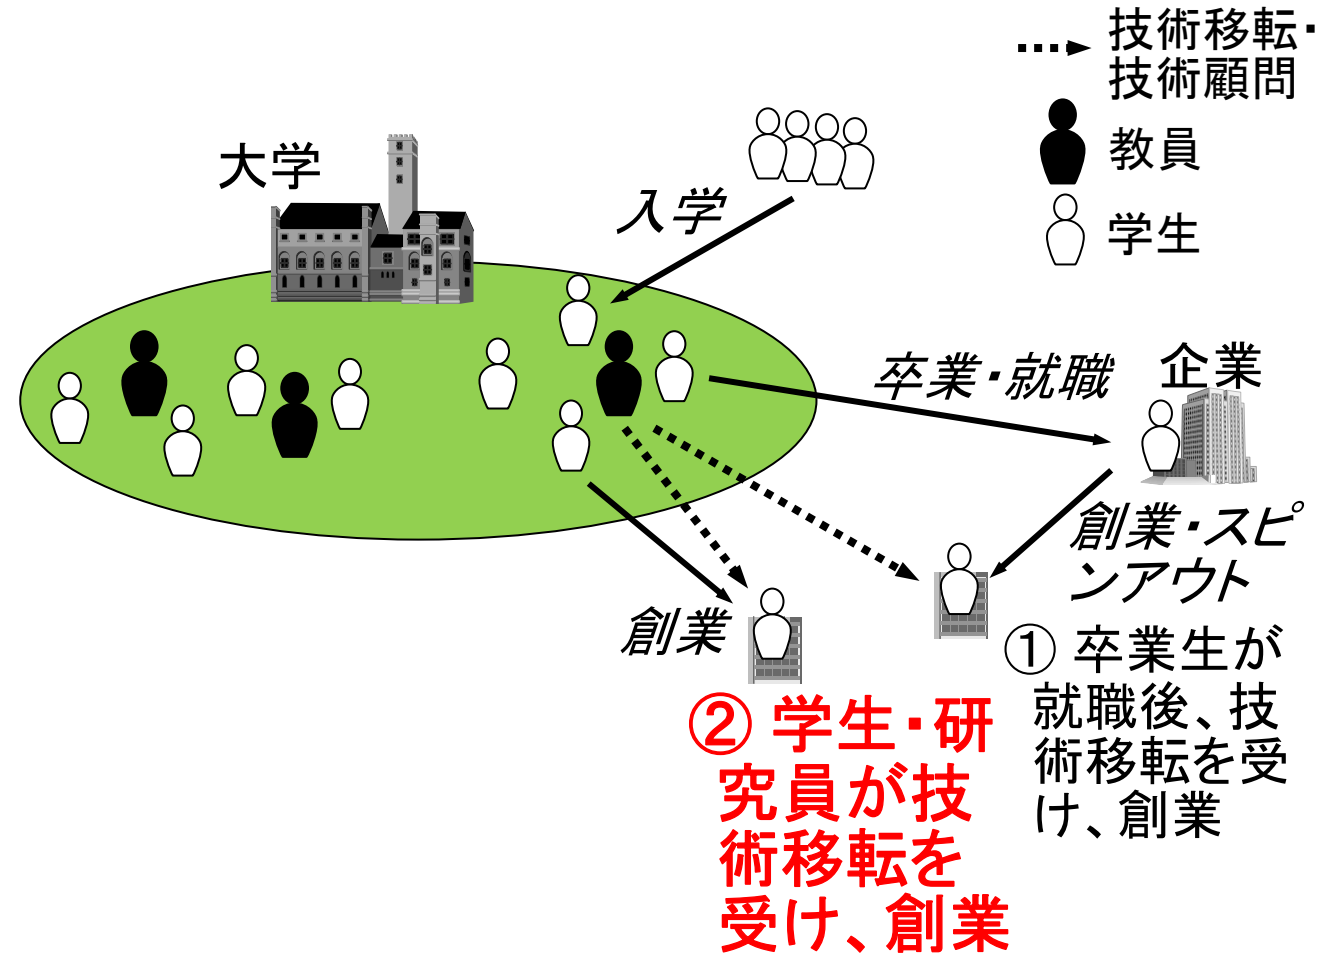 技術移転・
技術顧問
教員
学生
大学
入学
卒業・就職
企業
創業・スピ
ンアウト
創業
① 卒業生が
就職後、技
術移転を受
け、創業
② 学生・研
究員が技
術移転を
受け、創業